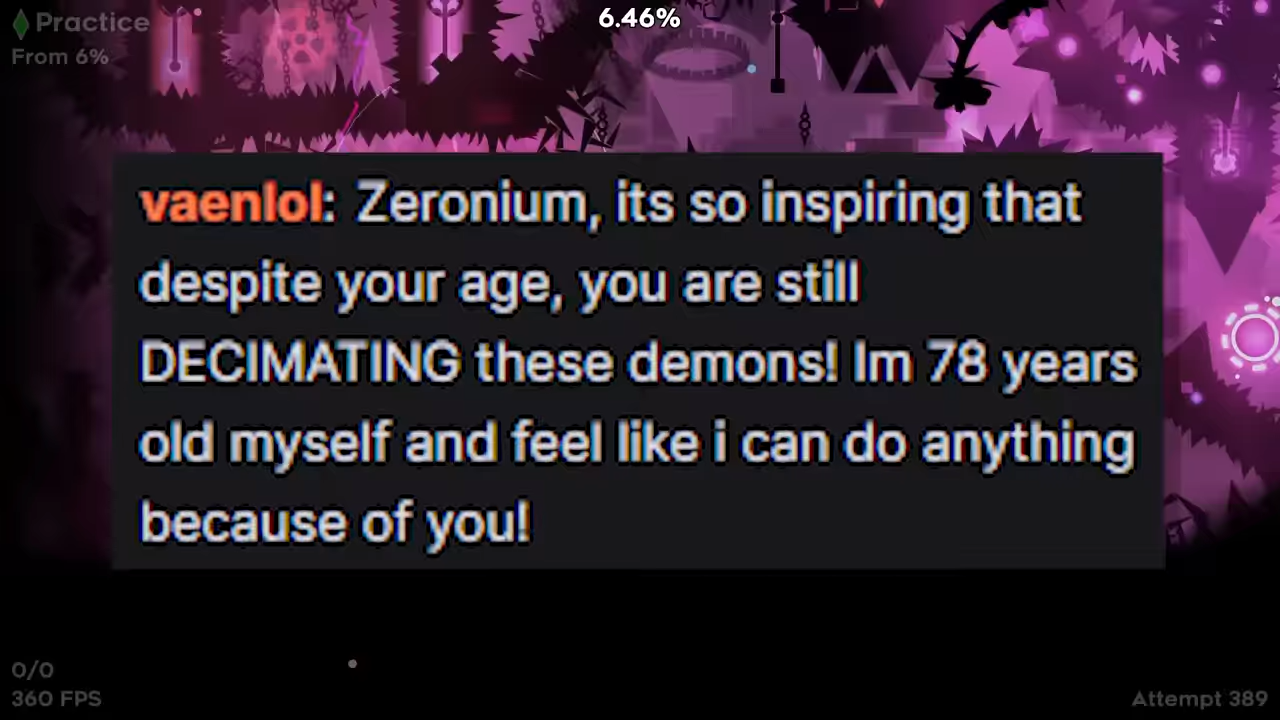 Practice
6.46%
From 6%
vaenlol: Zeronium, its so inspiring that
despite your age, you are still
DECIMATING these demons! Im 78 years
old myself and feel like i can do anything
because of you!
0/0
360 FPS
Attempt 389